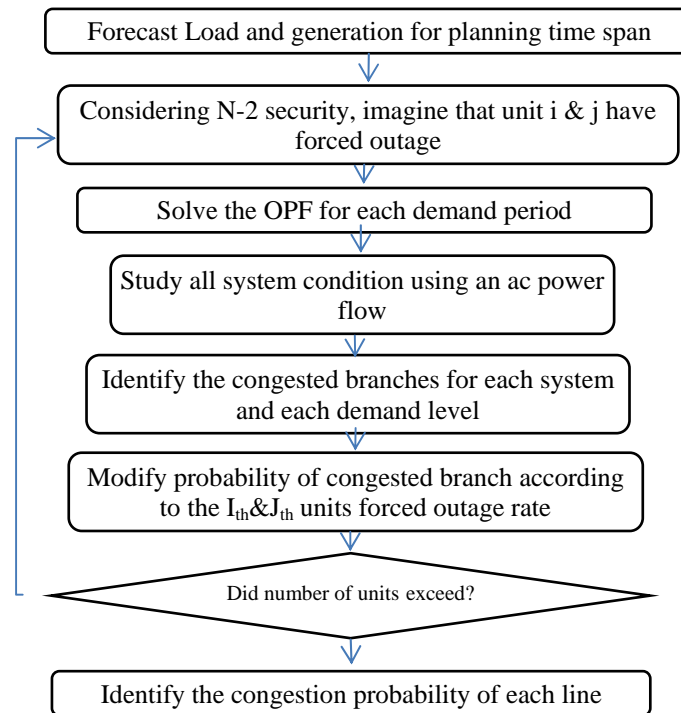 Forecast Load and generation for planning time span
Considering N-2 security, imagine that unit i & j have
forced outage
Solve the OPF for each demand period
Study all system condition using an ac power
flow
Identify the congested branches for each system
and each demand level
Modify probability of congested branch according
to the Ith&Jth units forced outage rate
Did number of units exceed?
Identify the congestion probability of each line